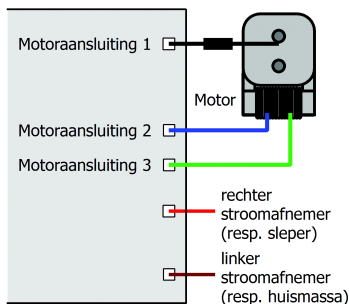 Motoraansluiting 1
Motor
Motoraansluiting 2
Motoraansluiting 3
rechter
stroomafnemer
(resp. sleper)
linker
stroomafnemer
(resp. huismassa)